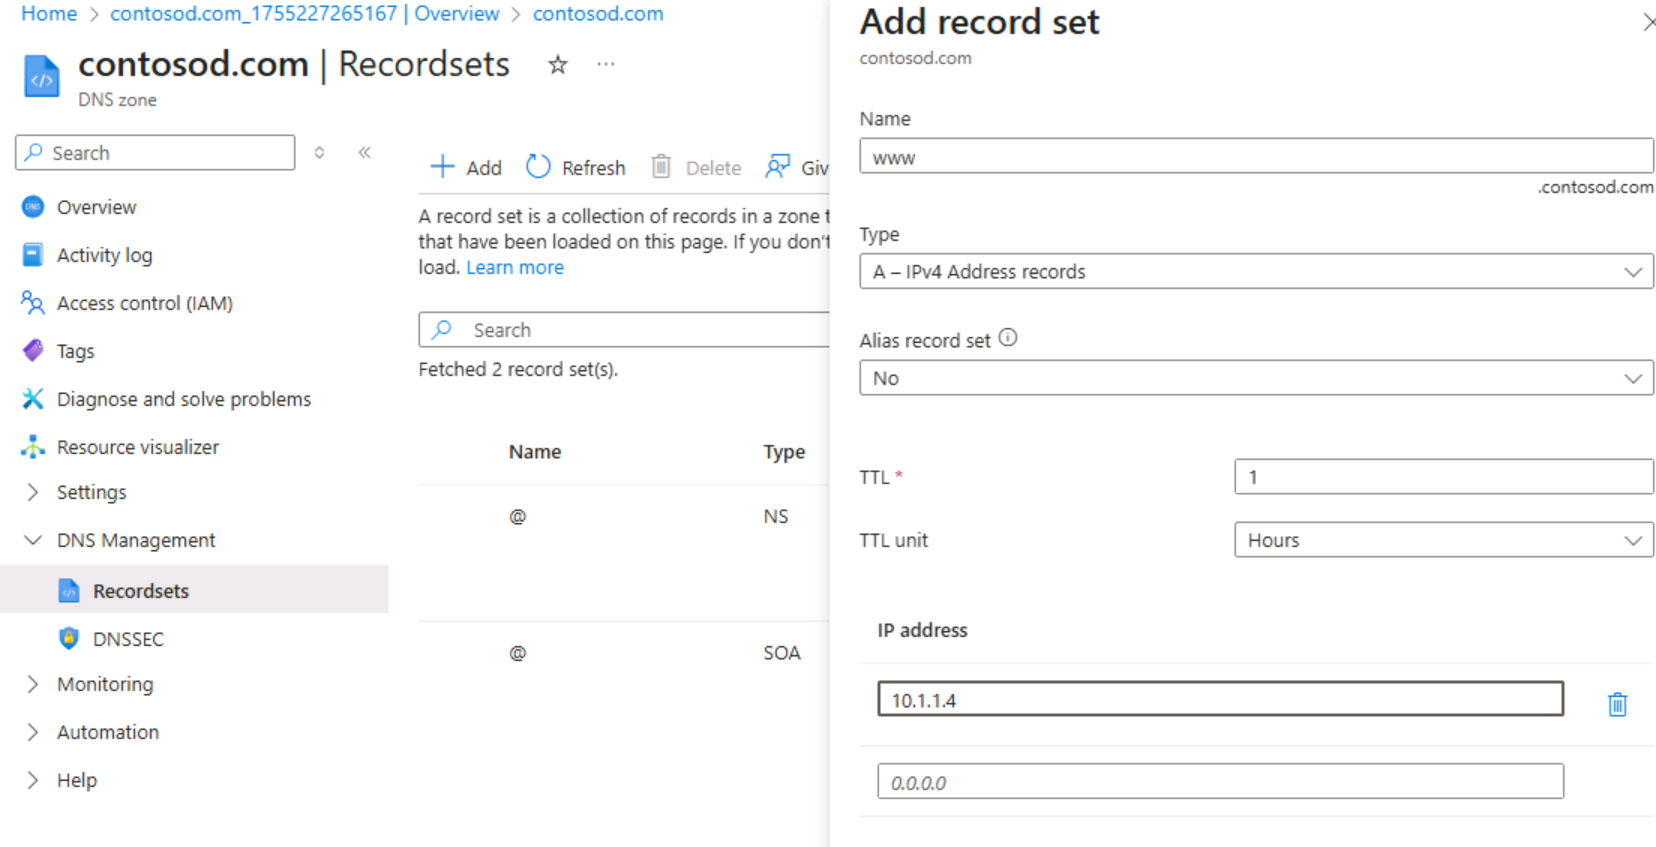 Home > contosod.com_1755227265167 | Overview > contosod.com
contosod.com | Recordsets
DNS zone
Search
Overview
Activity log
Access control (IAM)
Tags
Diagnose and solve problems
Resource visualizer
Settings
DNS Management
Recordsets
DNSSEC
Monitoring
Automation
Help
Add Refresh Delete Giv
A record set is a collection of records in a zone t
that have been loaded on this page. If you don't
load. Learn more
Search
Fetched 2 record set(s).
Name Type
@ NS
@ SOA
Add record set
contosod.com
Name
www
.contosod.com
Type
A – IPv4 Address records
Alias record set
No
TTL * 1
TTL unit Hours
IP address
10.1.1.4
0.0.0.0